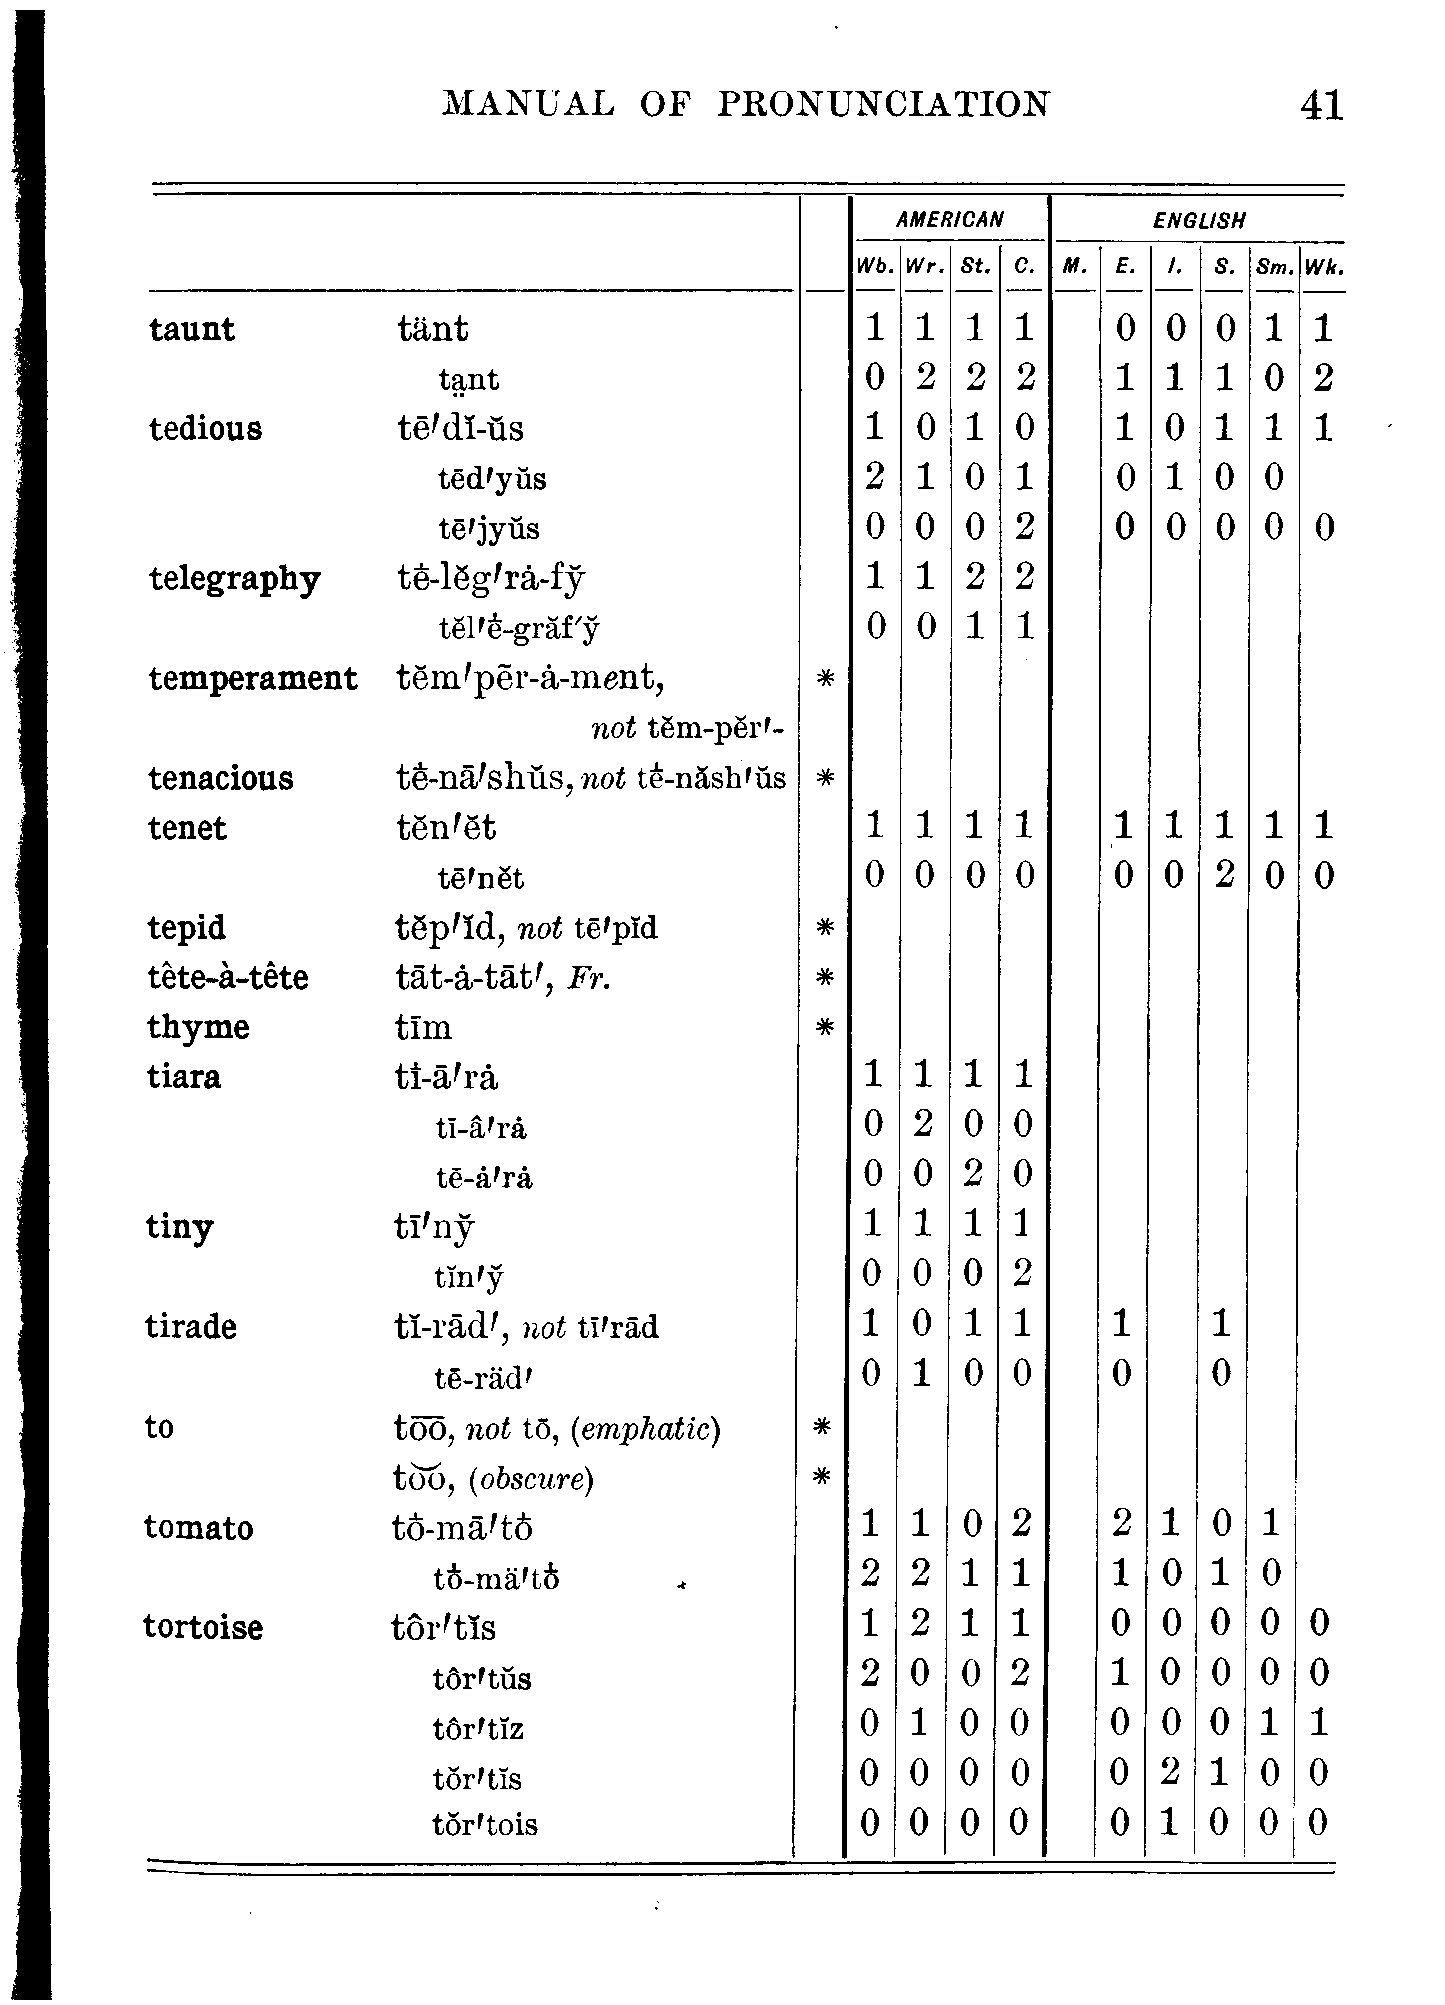 MANUAL OF PRONUNCIATION 41
AMERICAN ENGLISH
Wb. Wr. St. C. M. E. I. S. Sm. Wk.
taunt tänt 1 1 1 1 0 0 0 1 1
ta̤nt 0 2 2 2 1 1 1 0 2
tedious tē′dĭ-ŭs 1 0 1 0 1 0 1 1 1
tēd′yŭs 2 1 0 1 0 1 0 0
tē′jyŭs 0 0 0 2 0 0 0 0 0
telegraphy tė̄-lĕg′rȧ-fy̆ 1 1 2 2
tĕl′ė̄-grăf′y̆ 0 0 1 1
temperament tĕm′pẽr-ȧ-ment, *
not tĕm-pĕr′-
tenacious tė̄-nā′shŭs, not tė̄-năsh′ŭs *
tenet tĕn′ĕt 1 1 1 1 1 1 1 1 1
tē′nĕt 0 0 0 0 0 0 2 0 0
tepid tĕp′ĭd, not tē′pĭd *
tête-à-tête tāt-ȧ-tāt′, Fr. *
thyme tīm *
tiara tī̇-ā′rȧ 1 1 1 1
tī-â′rȧ 0 2 0 0
tē-ȧ′rȧ 0 0 2 0
tiny tī′ny̆ 1 1 1 1
tĭn′y̆ 0 0 0 2
tirade tĭ-rād′, not tī′rād 1 0 1 1 1 1
tē-räd′ 0 1 0 0 0 0
to to͞o, not tō, (emphatic) *
to͝o, (obscure) *
tomato tō̇-mā′tō̇ 1 1 0 2 2 1 0 1
tō̇-mä′tō̇ 2 2 1 1 1 0 1 0
tortoise tôr′tĭs 1 2 1 1 0 0 0 0 0
tôr′tŭs 2 0 0 2 1 0 0 0 0
tôr′tĭz 0 1 0 0 0 0 0 1 1
tŏr′tĭs 0 0 0 0 0 2 1 0 0
tŏr′tois 0 0 0 0 0 1 0 0 0